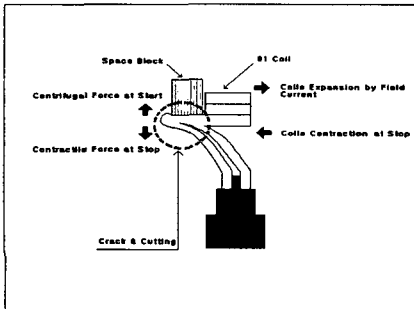 Space Block
#1 Coil
Centrifugal Force at Start
Coils Expansion by Field
Current
Contractile Force at Stop
Coils Contraction at Stop
Crack & Cutting